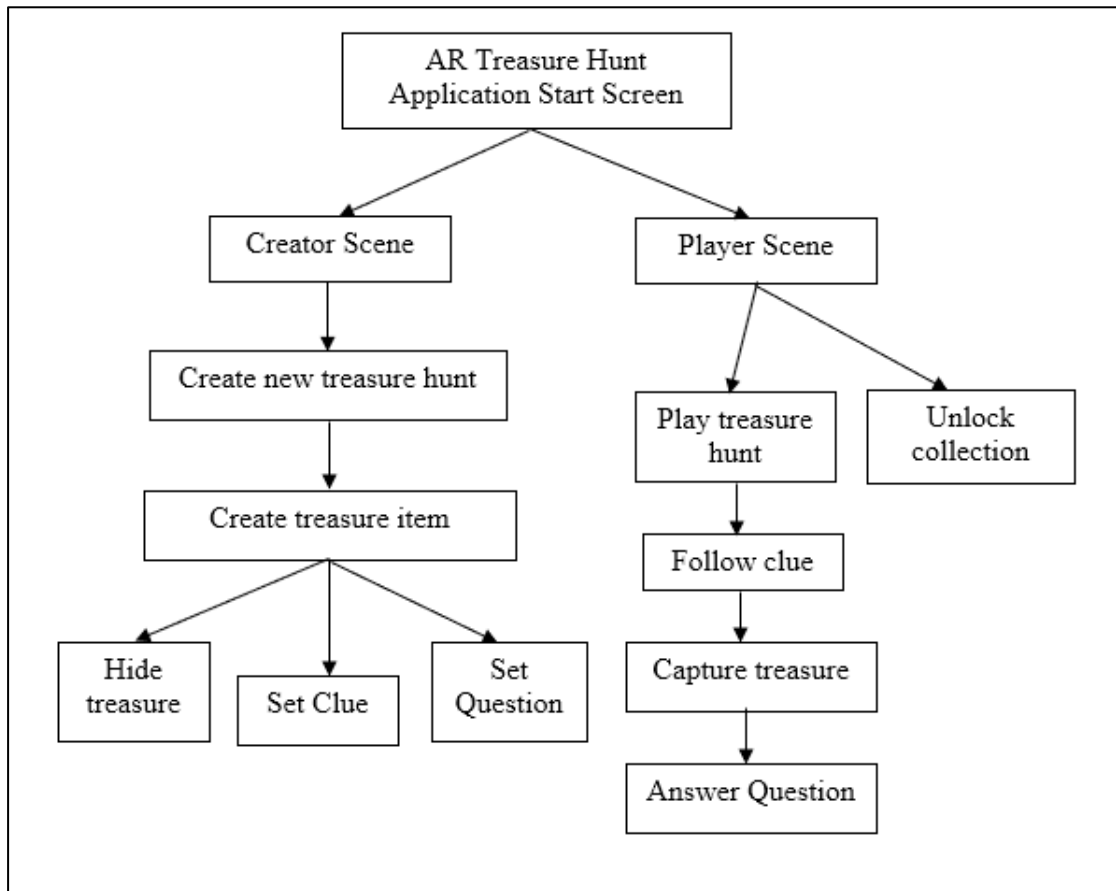 AR Treasure Hunt
Application Start Screen
Creator Scene
Player Scene
Create new treasure hunt
Play treasure
hunt
Unlock
collection
Create treasure item
Follow clue
Hide
treasure
Set Clue
Set
Question
Capture treasure
Answer Question